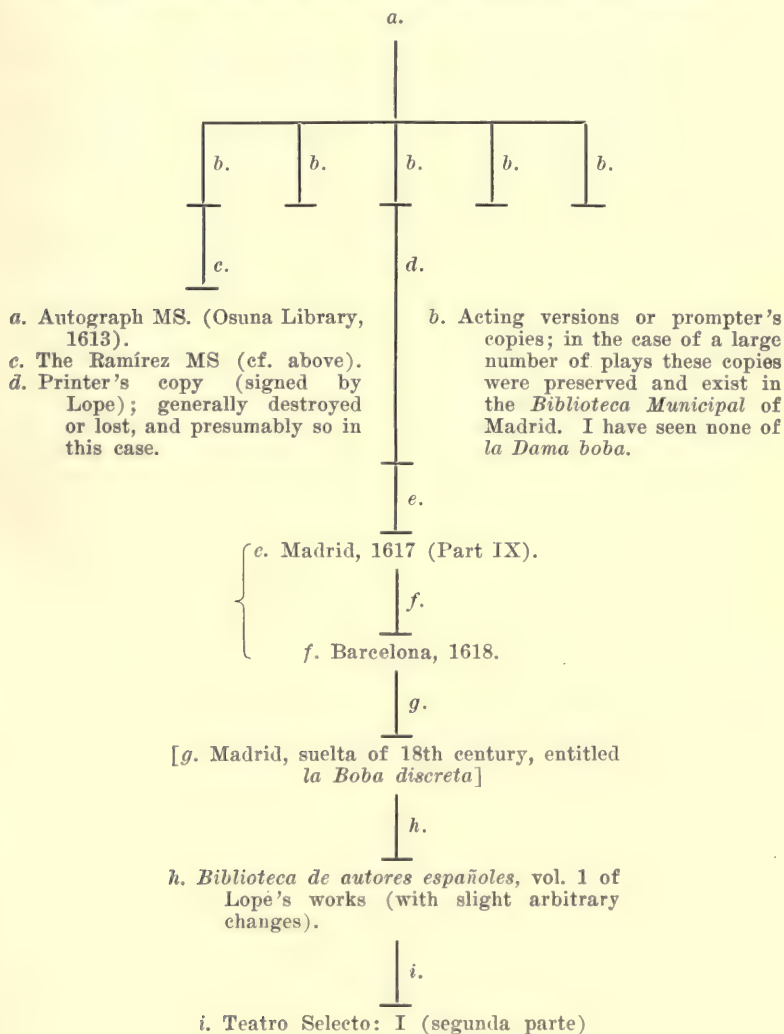 a.
b.
b.
b.
b.
b.
c.
d.
a. Autograph MS. (Osuna Library,
1613).
c. The Ramírez MS (cf. above).
d. Printer's copy (signed by
Lope); generally destroyed
or lost, and presumably so in
this case.
b. Acting versions or prompter's
copies; in the case of a large
number of plays these copies
were preserved and exist in
the Biblioteca Municipal of
Madrid. I have seen none of
la Dama boba.
e.
e. Madrid, 1617 (Part IX).
f.
f. Barcelona, 1618.
g.
[g. Madrid, suelta of 18th century, entitled
la Boba discreta]
h.
h. Biblioteca de autores españoles, vol. 1 of
Lope's works (with slight arbitrary
changes).
i.
i. Teatro Selecto: I (segunda parte)